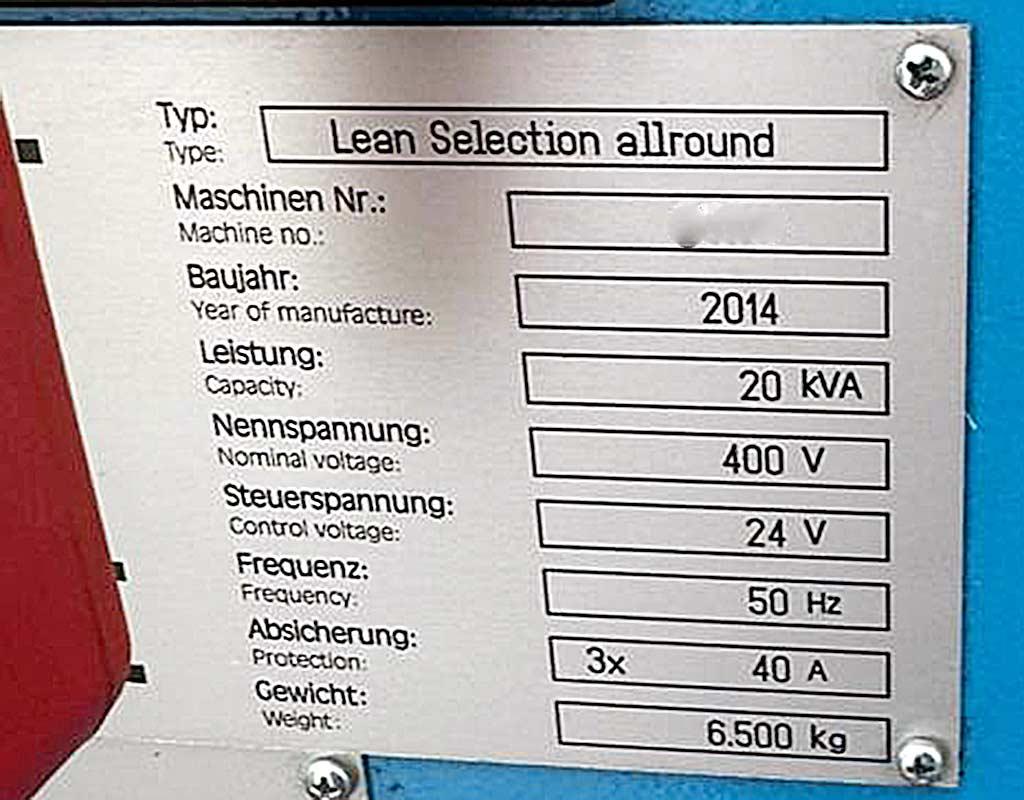 Typ: Lean Selection allround
Type:
Maschinen Nr.:
Machine no.:
Baujahr: 2014
Year of manufacture:
Leistung: 20 kVA
Capacity:
Nennspannung: 400 V
Nominal voltage:
Steuerspannung: 24 V
Control voltage:
Frequenz: 50 Hz
Frequency:
Absicherung: 3x 40 A
Protection:
Gewicht: 6.500 kg
Weight: